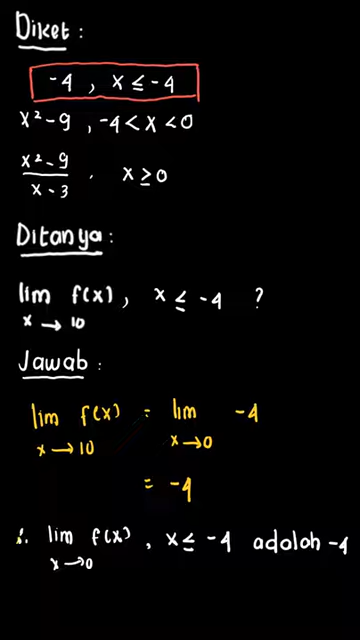 Diket :
-4 , x ≤ -4
x² - 9 , -4 < x < 0
x² - 9
x - 3 . x ≥ 0
Ditanya :
lim f(x) , x ≤ -4 ?
x → 10
Jawab :
lim f(x) = lim -4
x → 10 x → 0
= -4
∴ lim f(x) , x ≤ -4 adaloh -4
x → 0